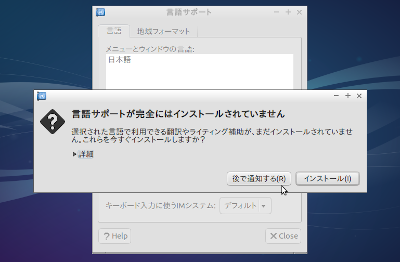 言語サポート
言語
地域フォーマット
メニューとウィンドウの言語:
日本語
言語サポートが完全にはインストールされていません
選択された言語で利用できる翻訳やライティング補助が、まだインストールされていませ
ん。これらを今すぐインストールしますか?
詳細
後で通知する(R)
インストール(I)
キーボード入力に使うIMシステム:
デフォルト
Help
Close